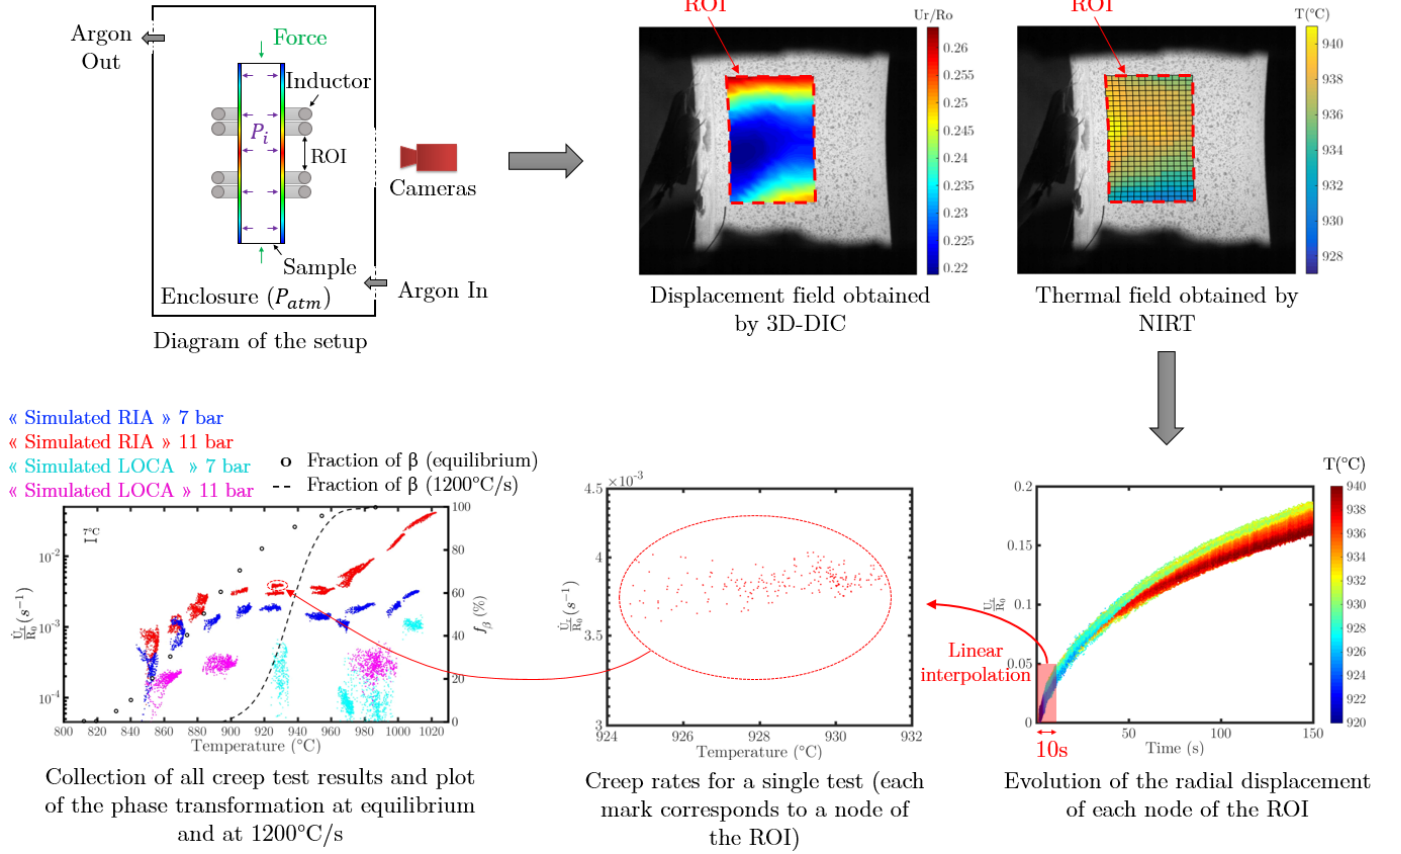 Argon
Out
Force
Inductor
P_i
ROI
Cameras
Sample
Enclosure (P_atm)
Argon In
Diagram of the setup
ROI
Ur/Ro
0.26
0.255
0.25
0.245
0.24
0.235
0.23
0.225
0.22
Displacement field obtained
by 3D-DIC
ROI
T(°C)
940
938
936
934
932
930
928
Thermal field obtained by
NIRT
« Simulated RIA » 7 bar
« Simulated RIA » 11 bar
« Simulated LOCA » 7 bar
« Simulated LOCA » 11 bar
o Fraction of β (equilibrium)
Fraction of β (1200°C/s)
7°C
10⁻²
10⁻³
10⁻⁴
100
80
60
40
20
0
f_β (%)
800 820 840 860 880 900 920 940 960 980 1000 1020
Temperature (°C)
Collection of all creep test results and plot
of the phase transformation at equilibrium
and at 1200°C/s
×10⁻³
4.5
4
3.5
3
924 926 928 930 932
Temperature (°C)
Creep rates for a single test (each
mark corresponds to a node of
the ROI)
Linear
interpolation
T(°C)
0.2
0.15
0.1
0.05
0
50 100 150
Time (s)
10s
940
938
936
934
932
930
928
926
924
922
920
Evolution of the radial displacement
of each node of the ROI